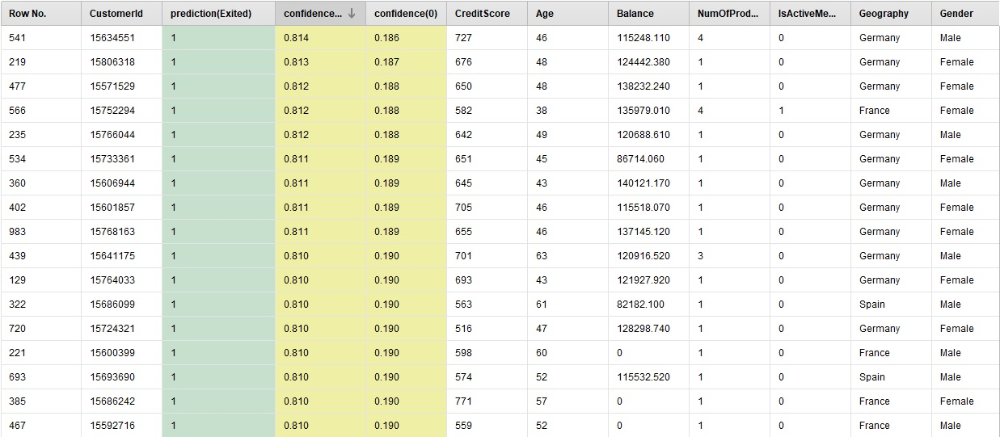 Row No. CustomerId prediction(Exited) confidence... ↓ confidence(0) CreditScore Age Balance NumOfProd... IsActiveMe... Geography Gender
541 15634551 1 0.814 0.186 727 46 115248.110 4 0 Germany Male
219 15806318 1 0.813 0.187 676 48 124442.380 1 0 Germany Female
477 15571529 1 0.812 0.188 650 48 138232.240 1 0 Germany Female
566 15752294 1 0.812 0.188 582 38 135979.010 4 1 France Female
235 15766044 1 0.812 0.188 642 49 120688.610 1 0 Germany Male
534 15733361 1 0.811 0.189 651 45 86714.060 1 0 Germany Female
360 15606944 1 0.811 0.189 645 43 140121.170 1 0 Germany Male
402 15601857 1 0.811 0.189 705 46 115518.070 1 0 Germany Female
983 15768163 1 0.811 0.189 655 46 137145.120 1 0 Germany Female
439 15641175 1 0.810 0.190 701 63 120916.520 3 0 Germany Male
129 15764033 1 0.810 0.190 693 43 121927.920 1 0 Germany Female
322 15686099 1 0.810 0.190 563 61 82182.100 1 0 Spain Male
720 15724321 1 0.810 0.190 516 47 128298.740 1 0 Germany Female
221 15600399 1 0.810 0.190 598 60 0 1 0 France Male
693 15693690 1 0.810 0.190 574 52 115532.520 1 0 Spain Male
385 15686242 1 0.810 0.190 771 57 0 1 0 France Female
467 15592716 1 0.810 0.190 559 52 0 1 0 France Male